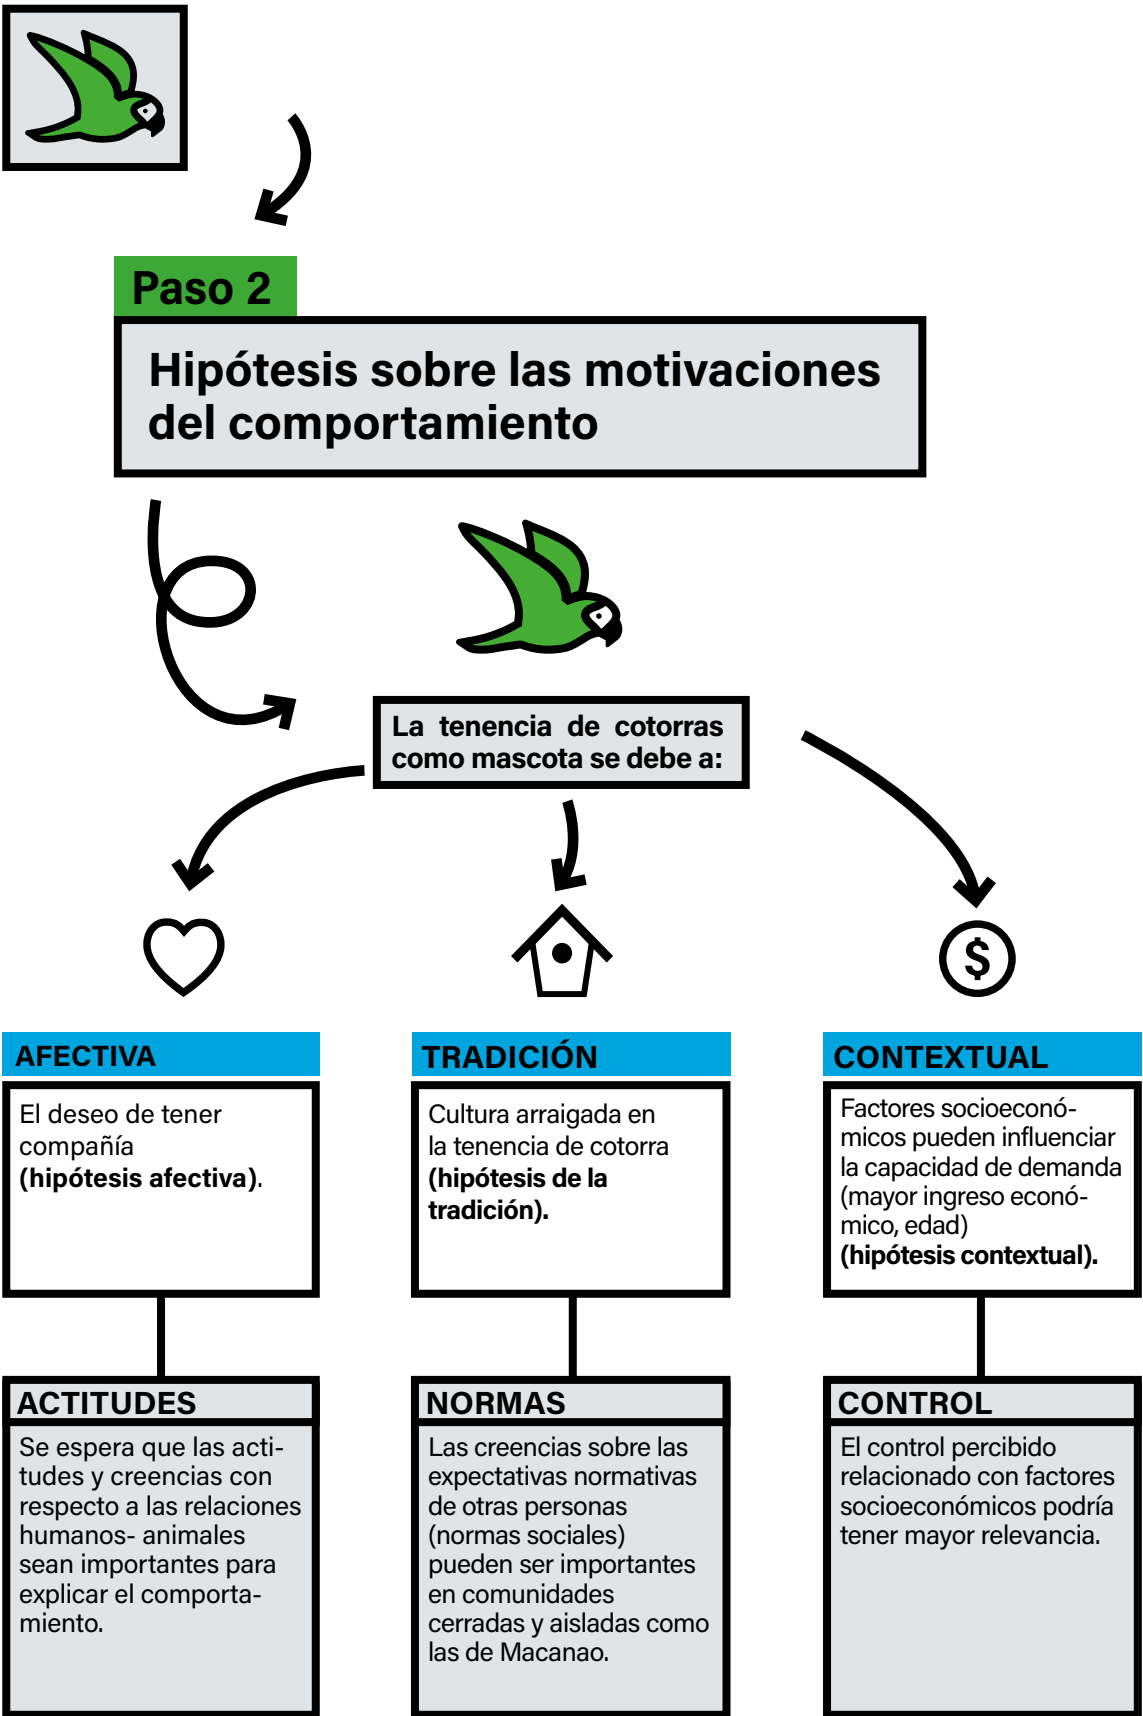 Paso 2
Hipótesis sobre las motivaciones
del comportamiento
La tenencia de cotorras
como mascota se debe a:
$
AFECTIVA
El deseo de tener
compañía
(hipótesis afectiva).
TRADICIÓN
Cultura arraigada en
la tenencia de cotorra
(hipótesis de la
tradición).
CONTEXTUAL
Factores socioeconó-
micos pueden influenciar
la capacidad de demanda
(mayor ingreso econó-
mico, edad)
(hipótesis contextual).
ACTITUDES
Se espera que las acti-
tudes y creencias con
respecto a las relaciones
humanos- animales
sean importantes para
explicar el comporta-
miento.
NORMAS
Las creencias sobre las
expectativas normativas
de otras personas
(normas sociales)
pueden ser importantes
en comunidades
cerradas y aisladas como
las de Macanao.
CONTROL
El control percibido
relacionado con factores
socioeconómicos podría
tener mayor relevancia.